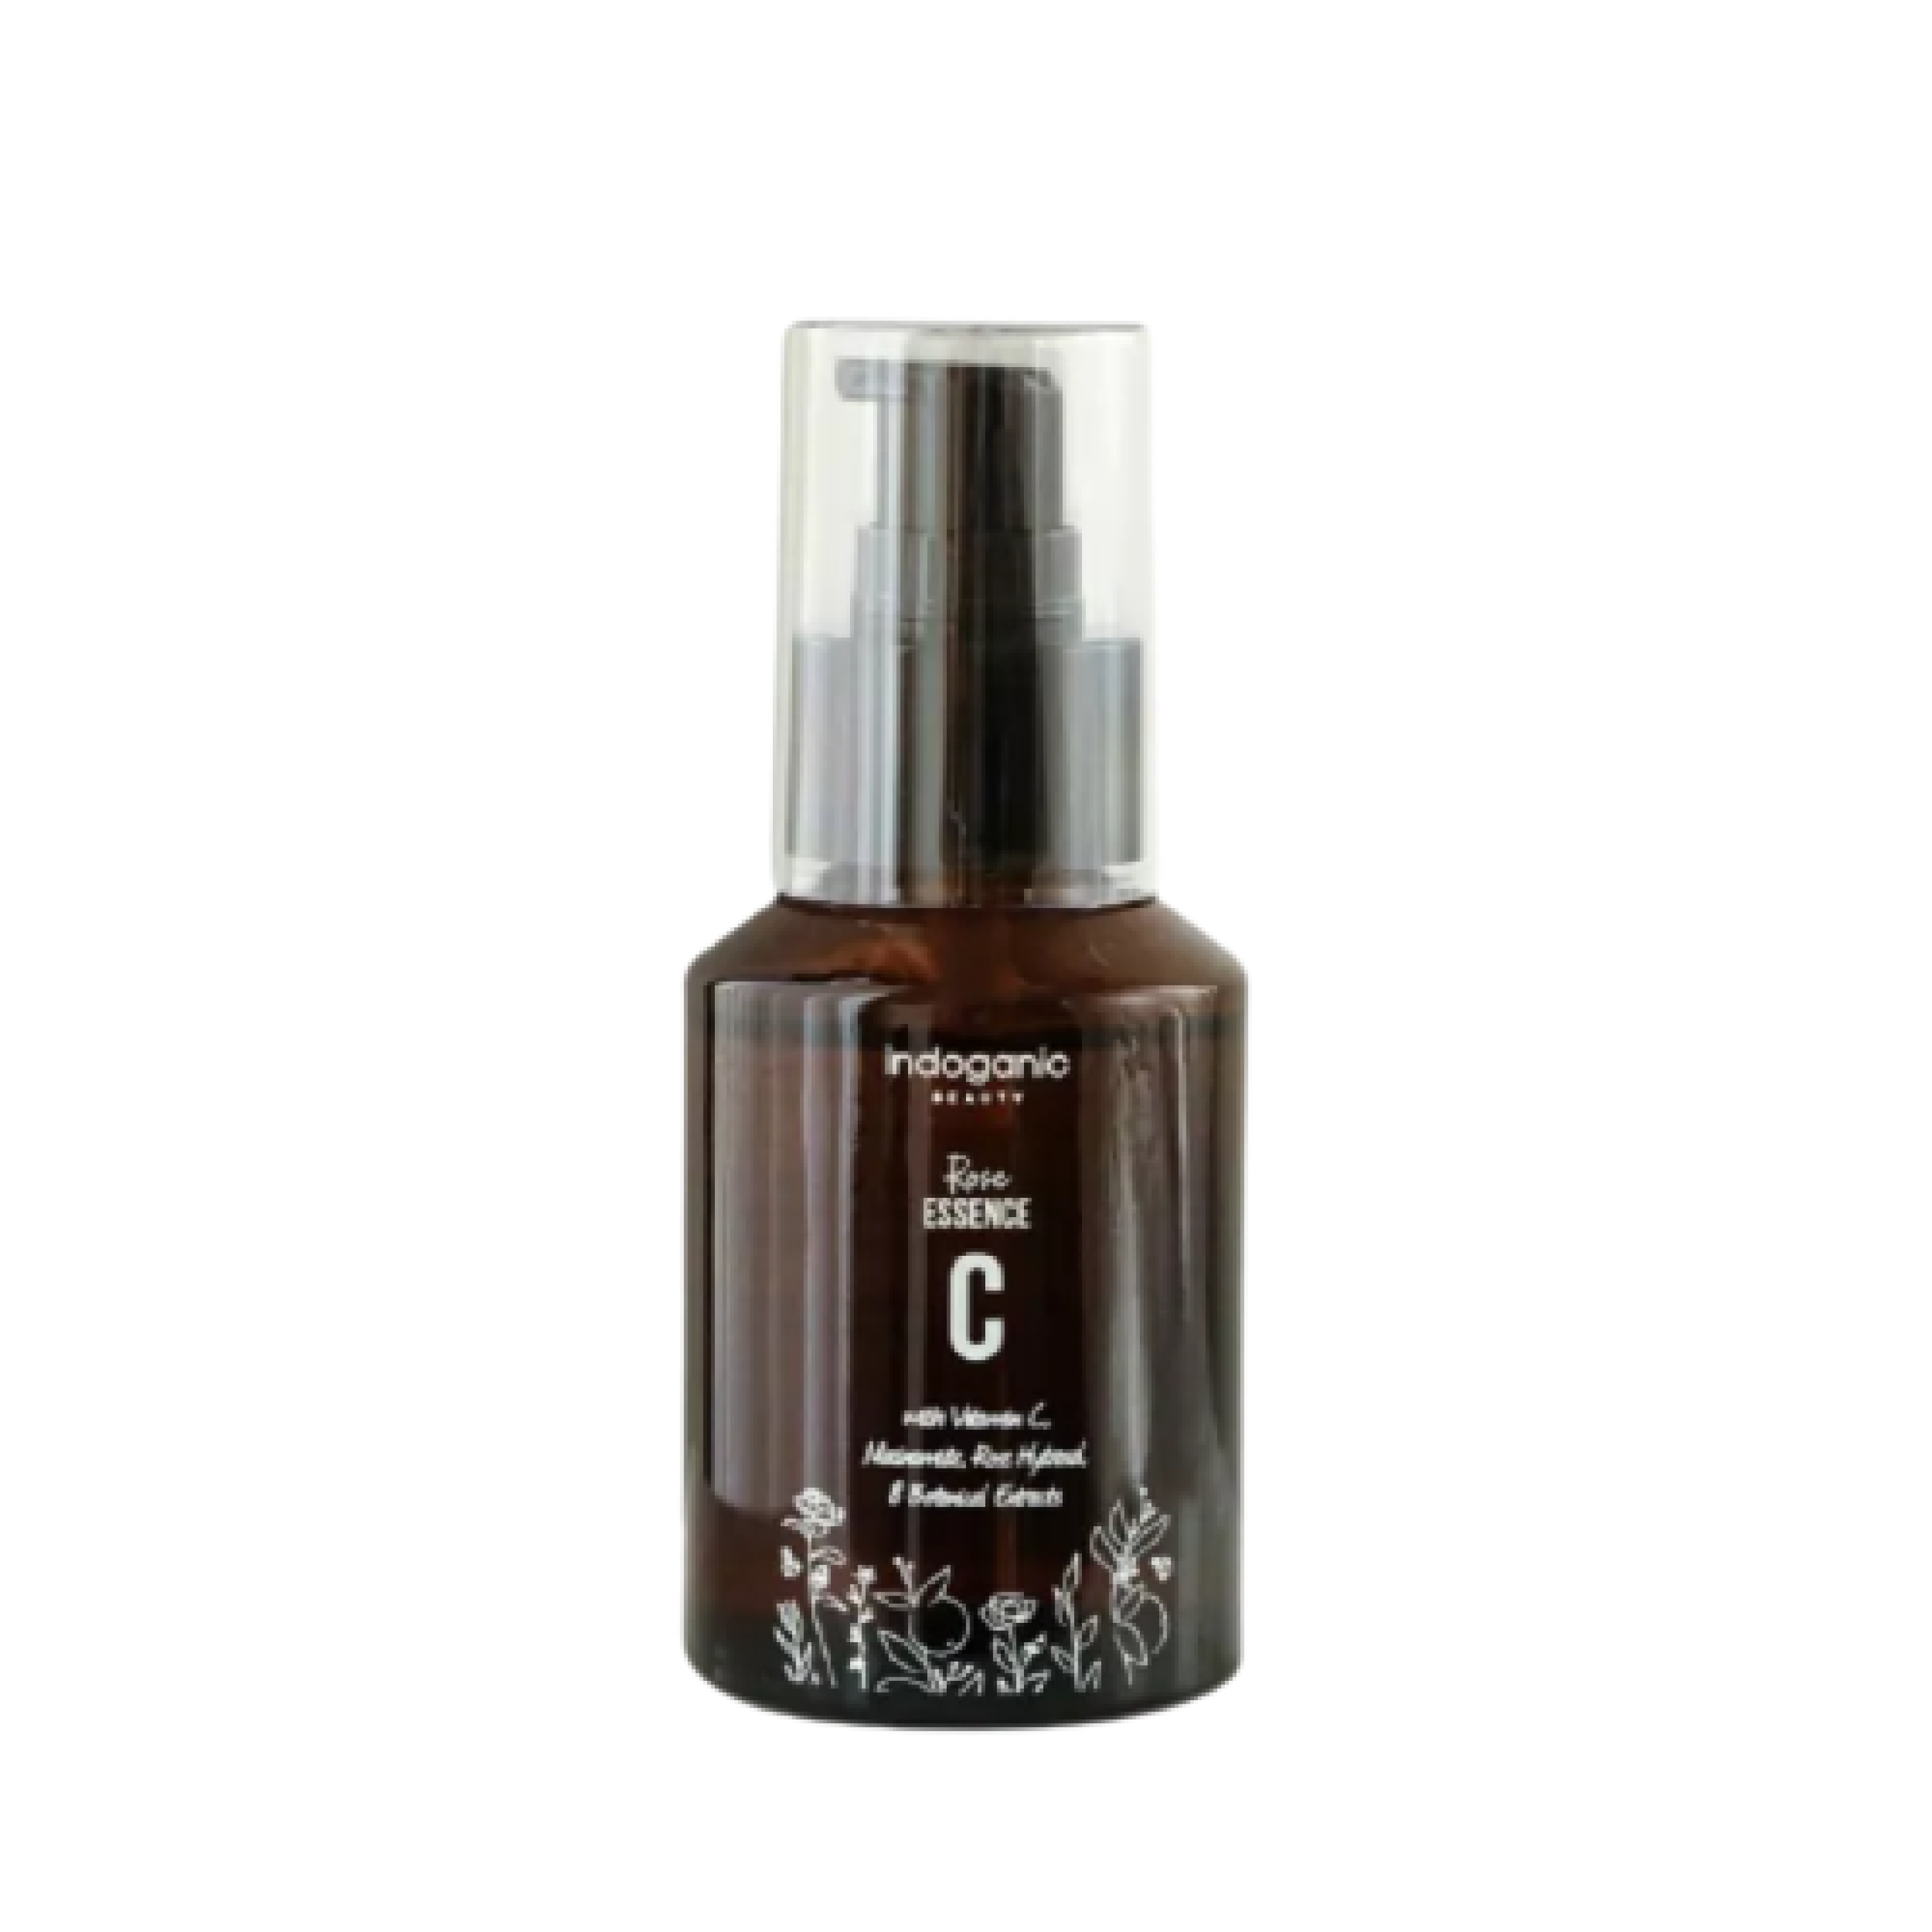 indoganic
BEAUTY
Rose
ESSENCE
C
with Vitamin C,
Niacinamide, Rose Hydrosol,
& Botanical Extracts